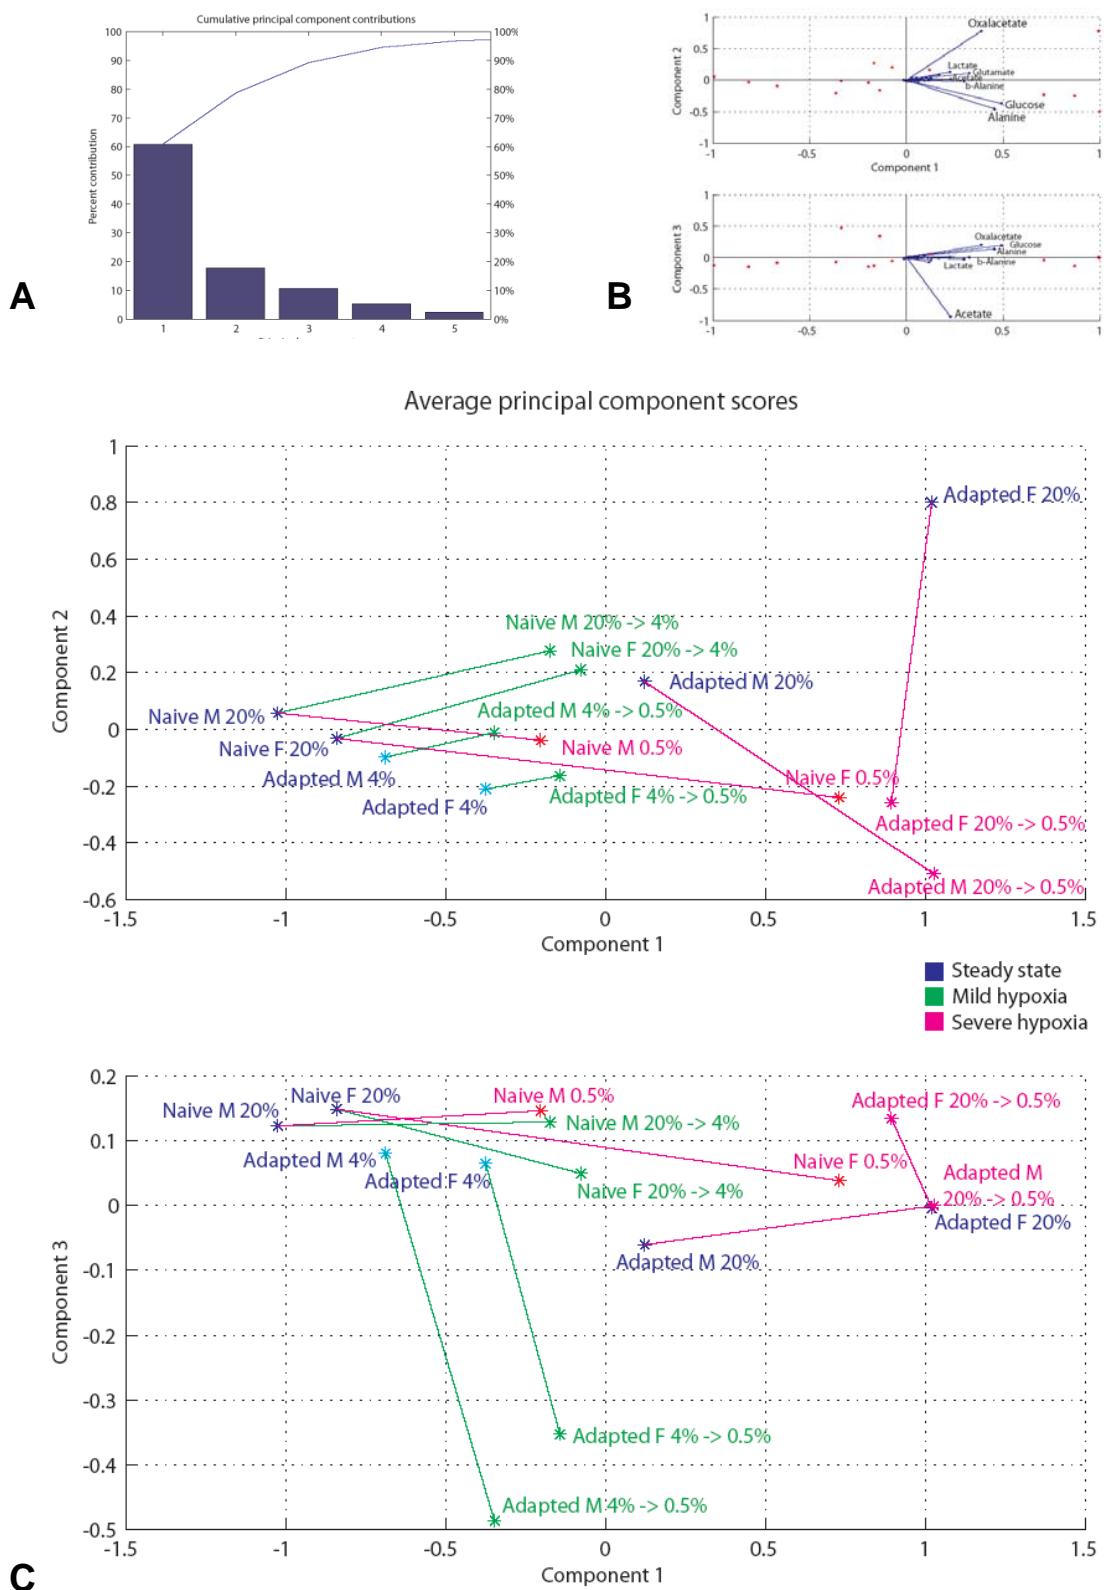 Cumulative principal component contributions
100
90
80
70
60
50
40
30
20
10
0
100%
90%
80%
70%
60%
50%
40%
30%
20%
10%
0%
Percent contribution
1 2 3 4 5
A
1
0.5
0
-0.5
-1
Component 2
Oxalacetate
Lactate
Glutamate
Acetate
b-Alanine
Glucose
Alanine
-1 -0.5 0 0.5 1
Component 1
1
0.5
0
-0.5
-1
Component 3
Oxalacetate
Glucose
Alanine
b-Alanine
Lactate
Acetate
-1 -0.5 0 0.5 1
B
Average principal component scores
1
0.8
0.6
0.4
0.2
0
-0.2
-0.4
-0.6
Component 2
Adapted F 20%
Naive M 20% -> 4%
Naive F 20% -> 4%
Adapted M 20%
Naive M 20%
Adapted M 4% -> 0.5%
Naive F 20%
Naive M 0.5%
Adapted M 4%
Naive F 0.5%
Adapted F 4%
Adapted F 4% -> 0.5%
Adapted F 20% -> 0.5%
Adapted M 20% -> 0.5%
-1.5 -1 -0.5 0 0.5 1 1.5
Component 1
Steady state
Mild hypoxia
Severe hypoxia
0.2
0.1
0
-0.1
-0.2
-0.3
-0.4
-0.5
Component 3
Naive F 20%
Naive M 0.5%
Adapted F 20% -> 0.5%
Naive M 20%
Naive M 20% -> 4%
Adapted M 4%
Naive F 0.5%
Adapted F 4%
Naive F 20% -> 4%
Adapted M
20% -> 0.5%
Adapted F 20%
Adapted M 20%
Adapted F 4% -> 0.5%
Adapted M 4% -> 0.5%
-1.5 -1 -0.5 0 0.5 1 1.5
Component 1
C